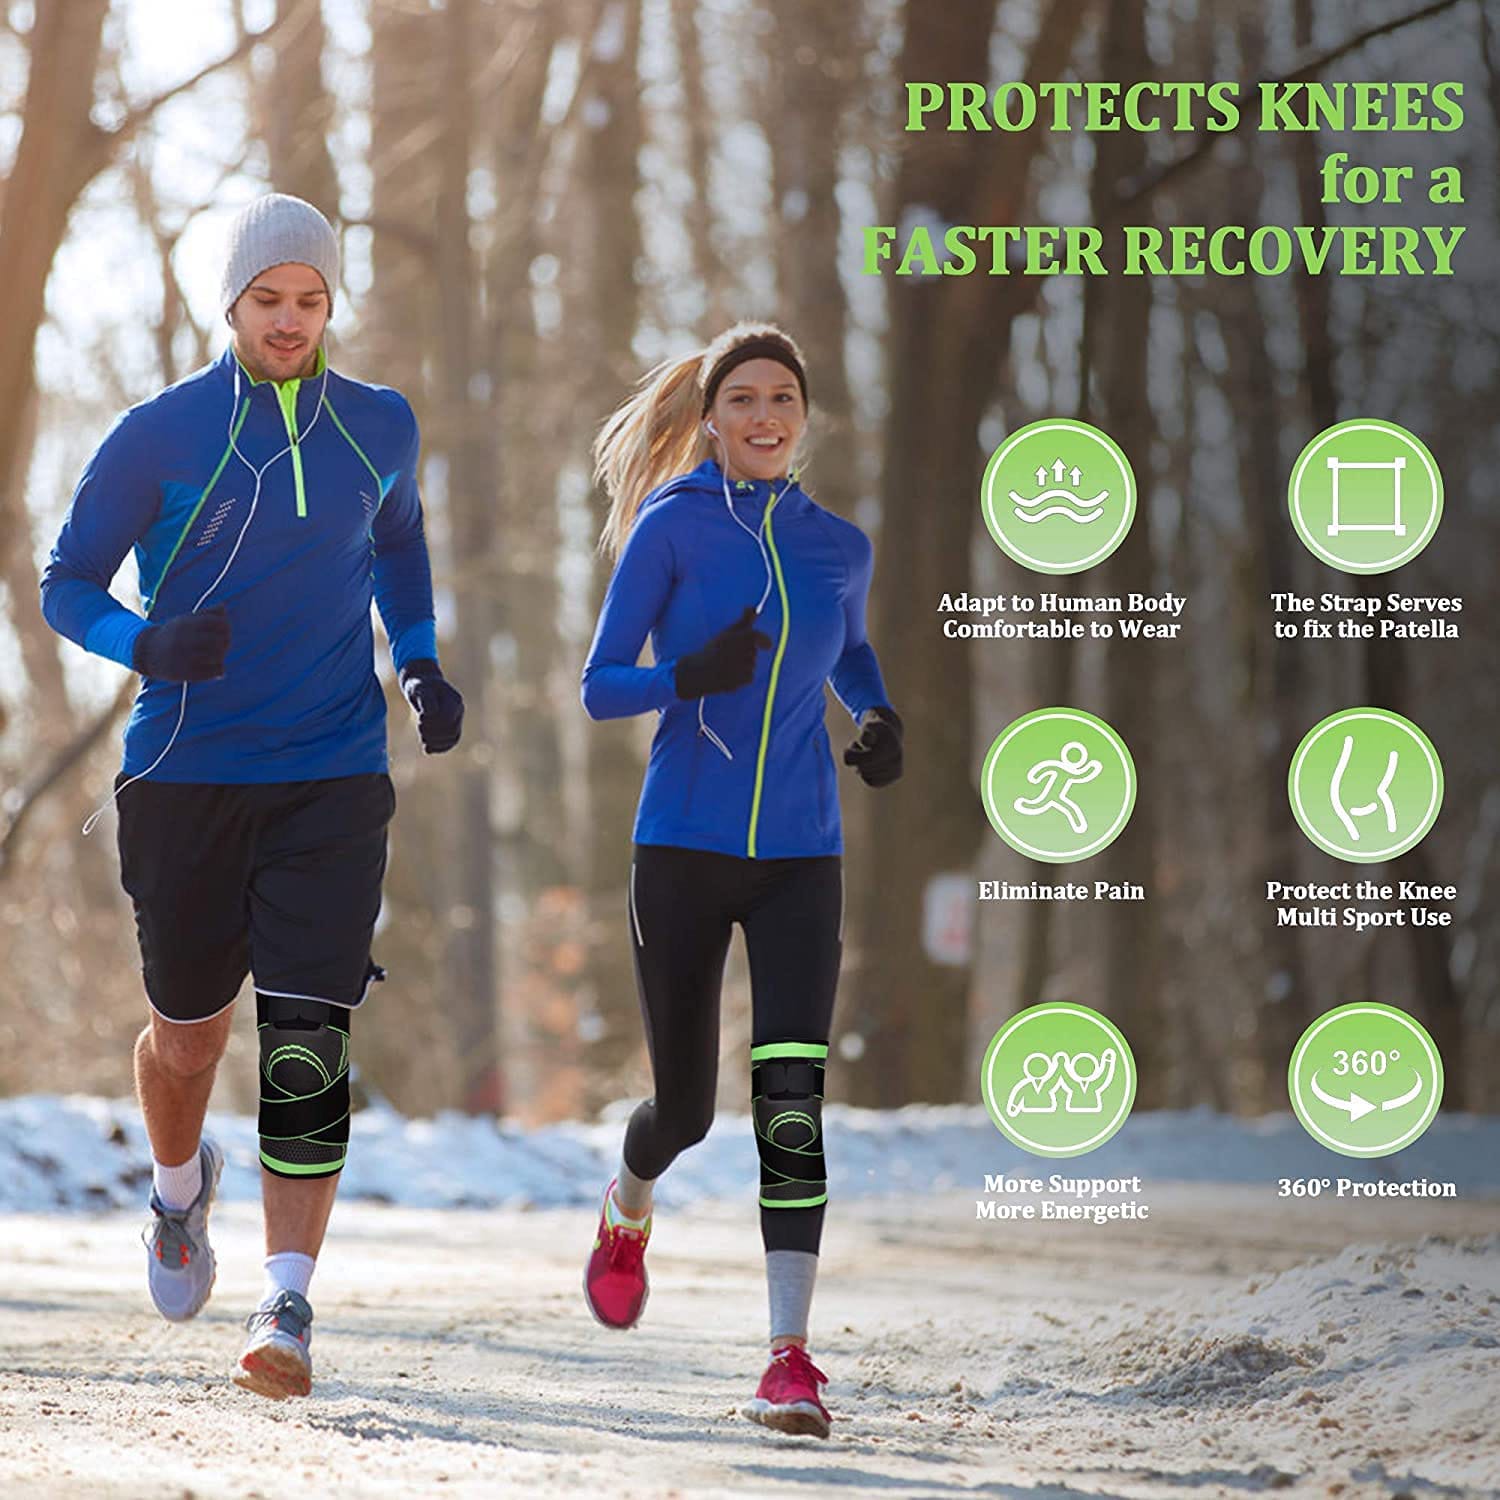 PROTECTS KNEES
for a
FASTER RECOVERY
Adapt to Human Body
Comfortable to Wear
The Strap Serves
to fix the Patella
Eliminate Pain
Protect the Knee
Multi Sport Use
More Support
More Energetic
360°
360° Protection